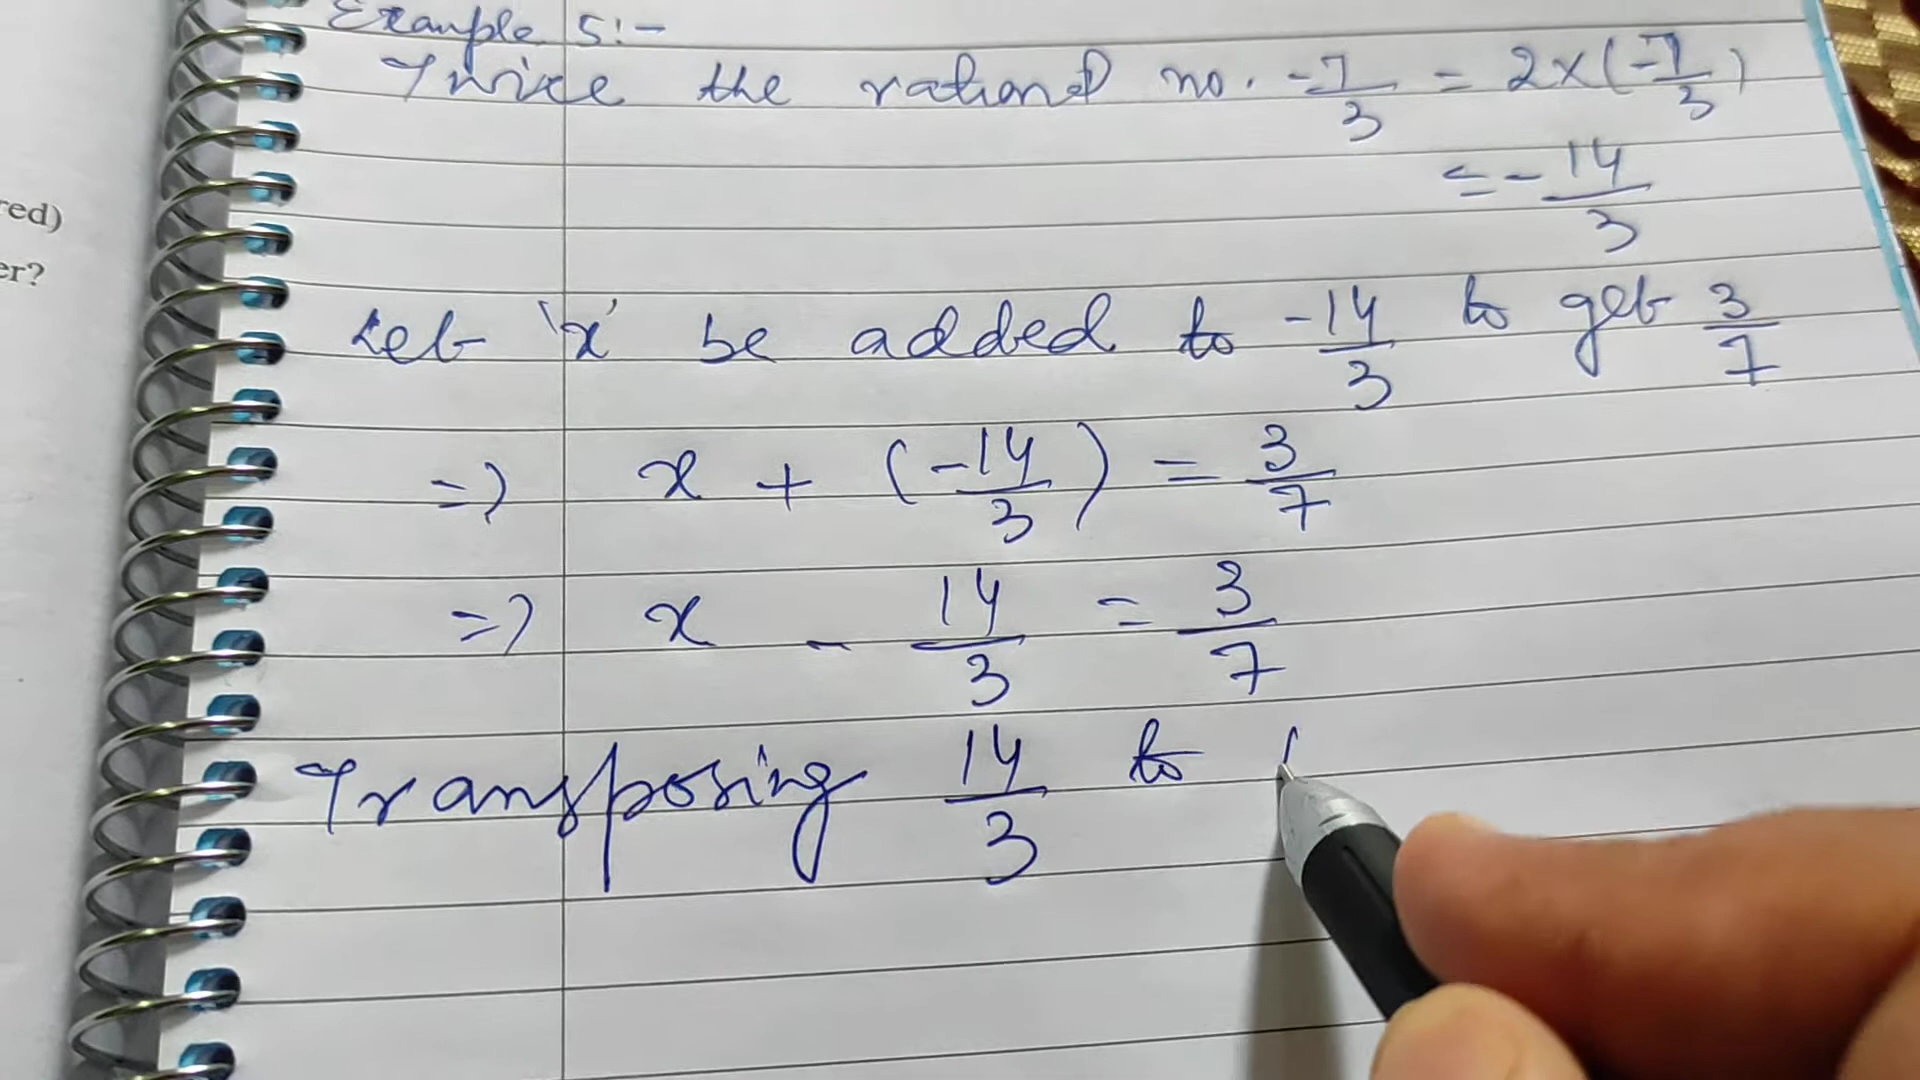 red)
er?
Example 5:-
Twice the rational no. -7/3 = 2×(-7/3)
= -14/3
Let 'x' be added to -14/3 to get 3/7
=> x + (-14/3) = 3/7
=> x - 14/3 = 3/7
Transposing 14/3 to